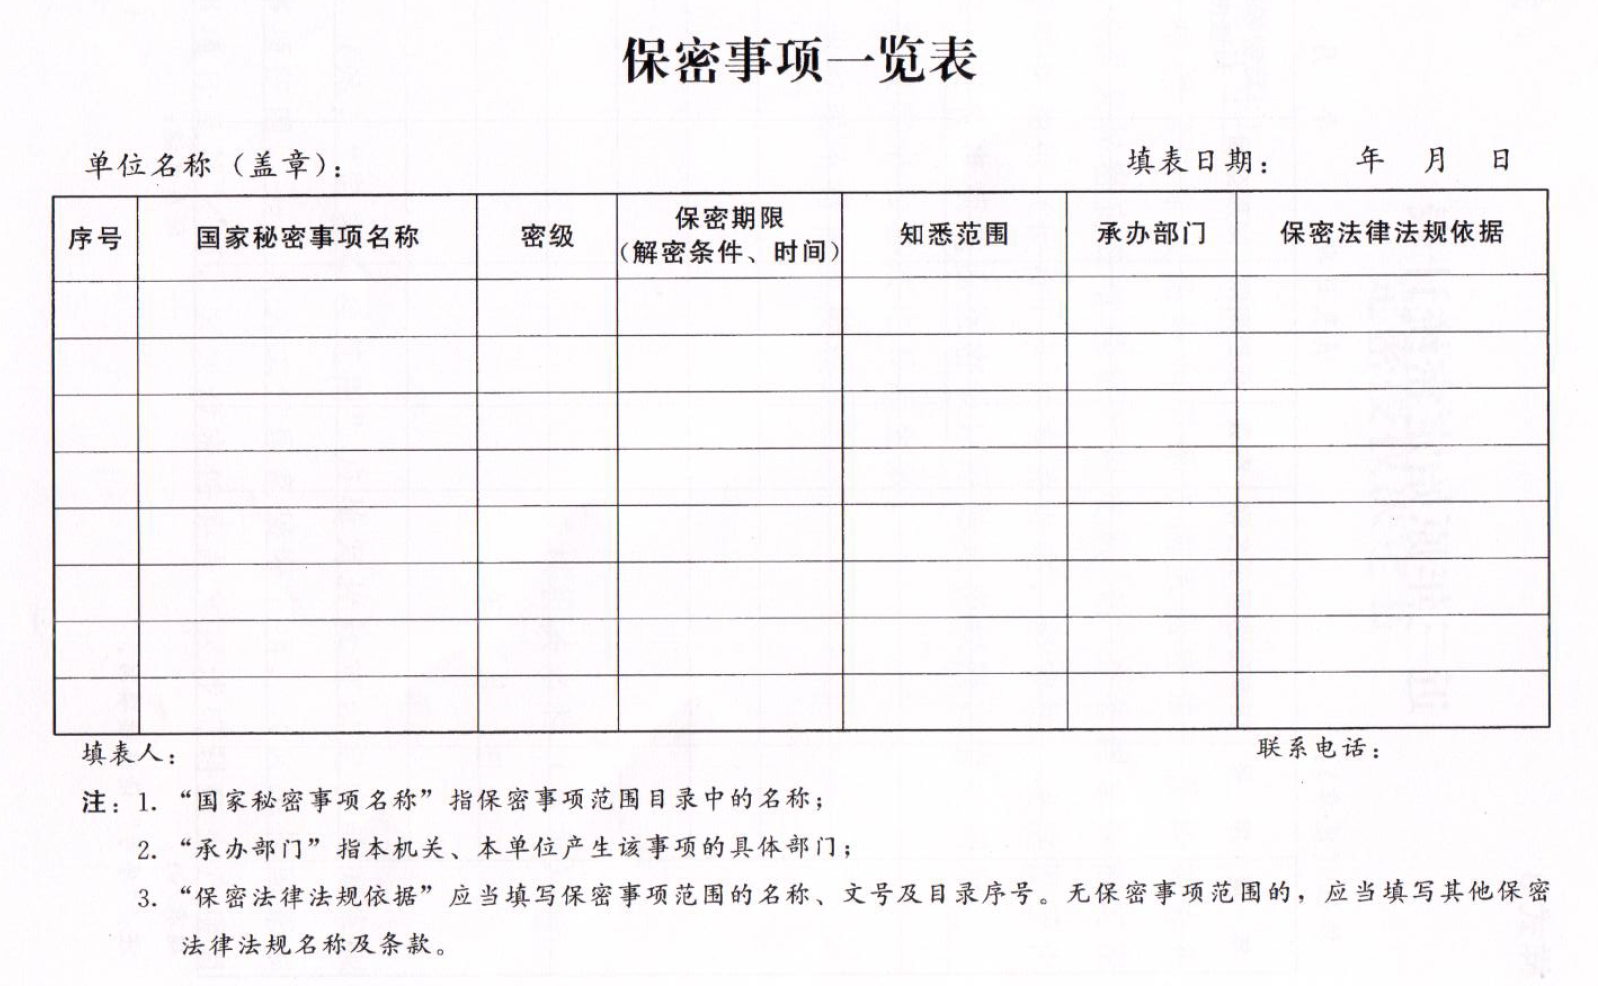 保密事项一览表
单位名称（盖章）：
填表日期： 年 月 日
序号 国家秘密事项名称 密级 保密期限（解密条件、时间） 知悉范围 承办部门 保密法律法规依据
填表人：
联系电话：
注：1. “国家秘密事项名称”指保密事项范围目录中的名称；
2. “承办部门”指本机关、本单位产生该事项的具体部门；
3. “保密法律法规依据”应当填写保密事项范围的名称、文号及目录序号。无保密事项范围的，应当填写其他保密
法律法规名称及条款。